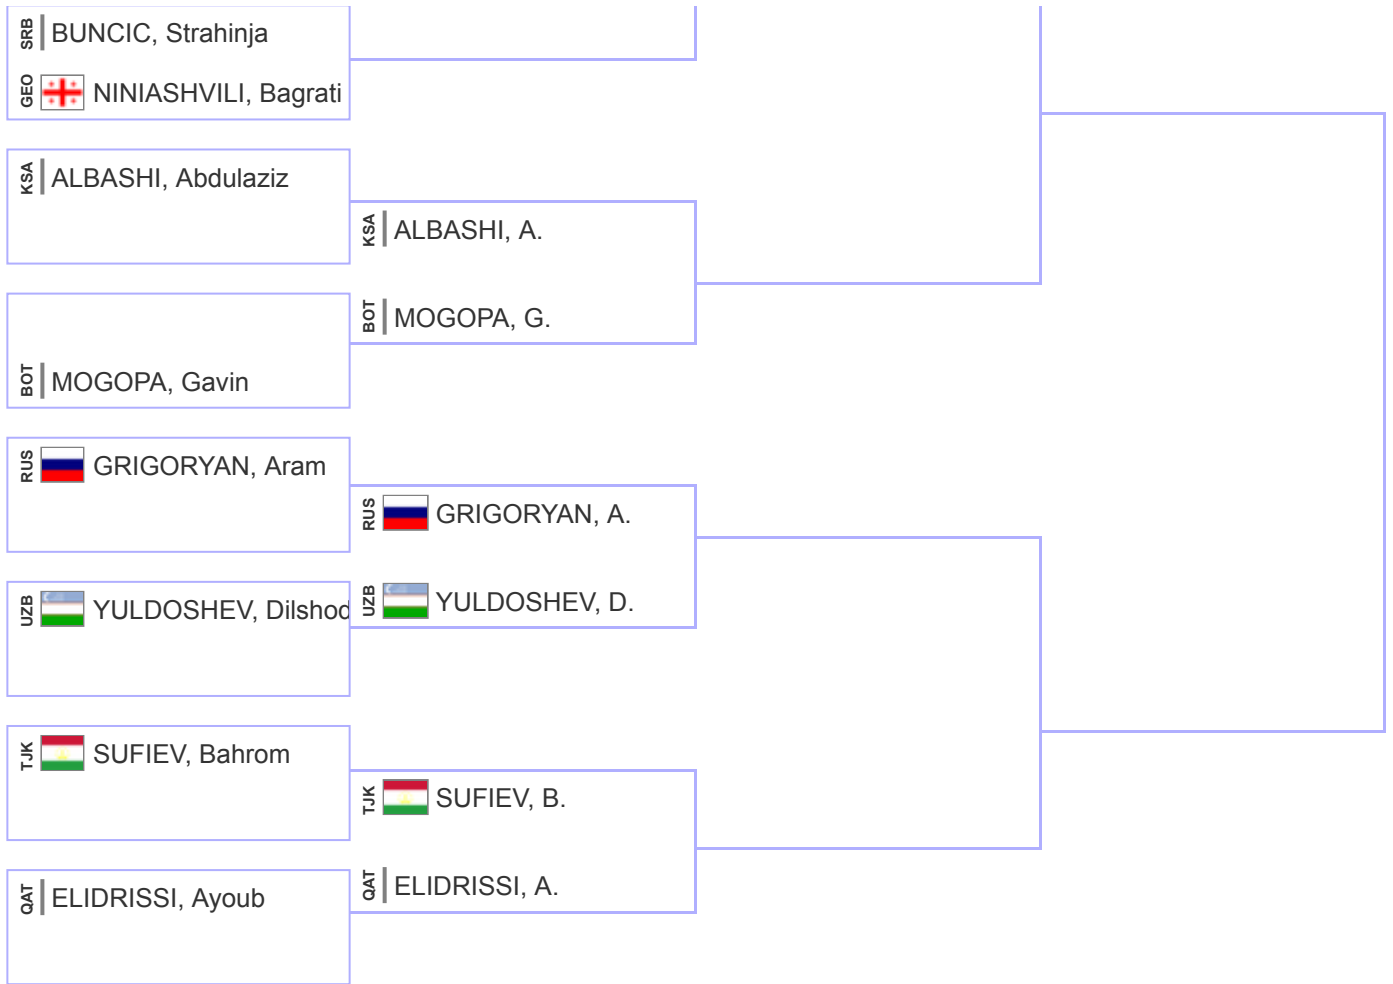 SRB BUNCIC, Strahinja
GEO NINIASHVILI, Bagrati
KSA ALBASHI, Abdulaziz
KSA ALBASHI, A.
BOT MOGOPA, G.
BOT MOGOPA, Gavin
RUS GRIGORYAN, Aram
RUS GRIGORYAN, A.
UZB YULDOSHEV, Dilshod
UZB YULDOSHEV, D.
TJK SUFIEV, Bahrom
TJK SUFIEV, B.
QAT ELIDRISSI, A.
QAT ELIDRISSI, Ayoub